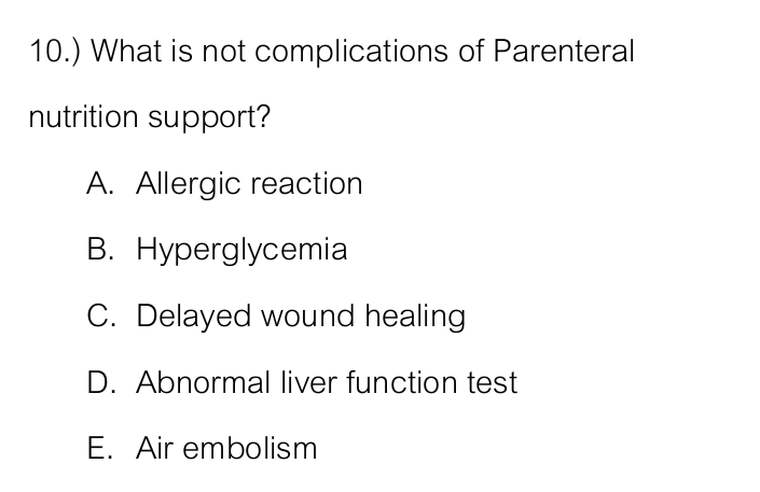 10.) What is not complications of Parenteral
nutrition support?
A. Allergic reaction
B. Hyperglycemia
C. Delayed wound healing
D. Abnormal liver function test
E. Air embolism